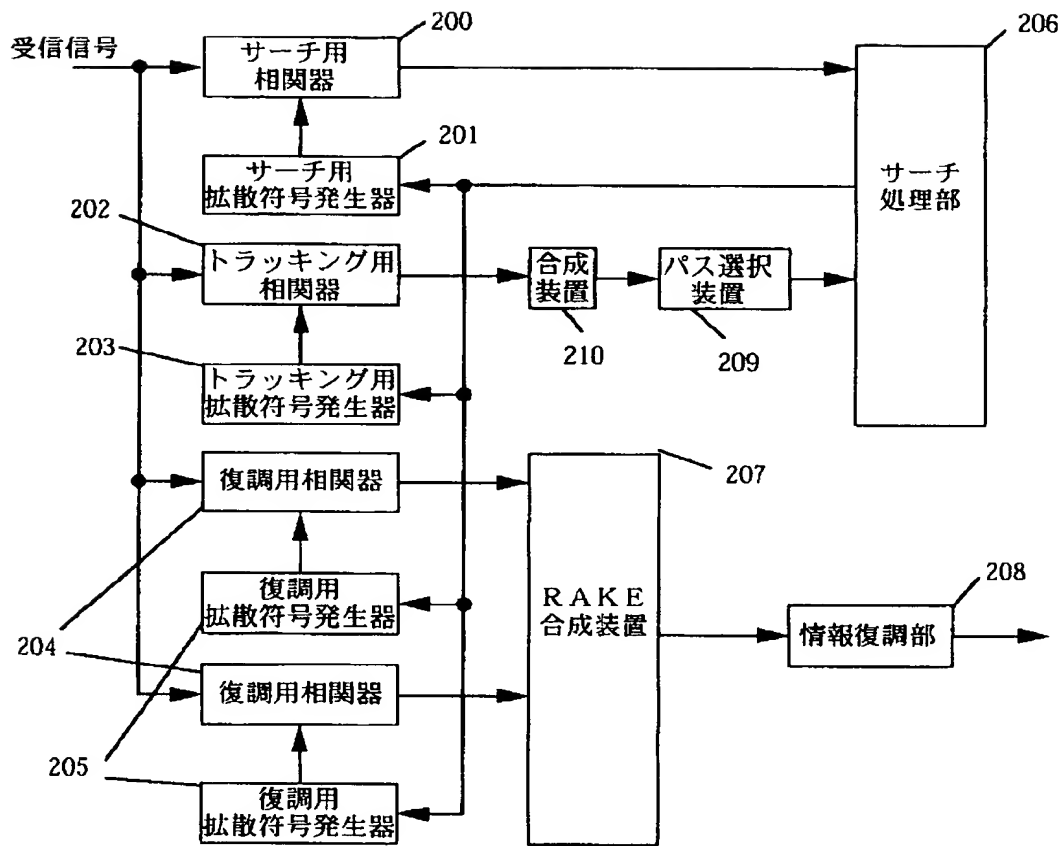 200
206
受信信号
サーチ用
相関器
201
サーチ用
拡散符号発生器
サーチ
処理部
202
トラッキング用
相関器
合成
装置
パス選択
装置
210
209
203
トラッキング用
拡散符号発生器
207
復調用相関器
復調用
拡散符号発生器
RAKE
合成装置
208
情報復調部
204
復調用相関器
205
復調用
拡散符号発生器